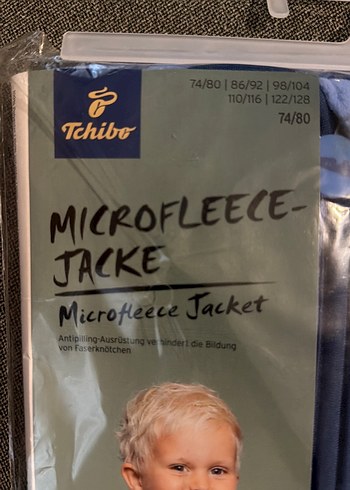 Tchibo
74/80 | 86/92 | 98/104
110/116 | 122/128
74/80
MICROFLEECE-
JACKE
Microfleece Jacket
Antipilling-Ausrüstung verhindert die Bildung
von Faserknötchen